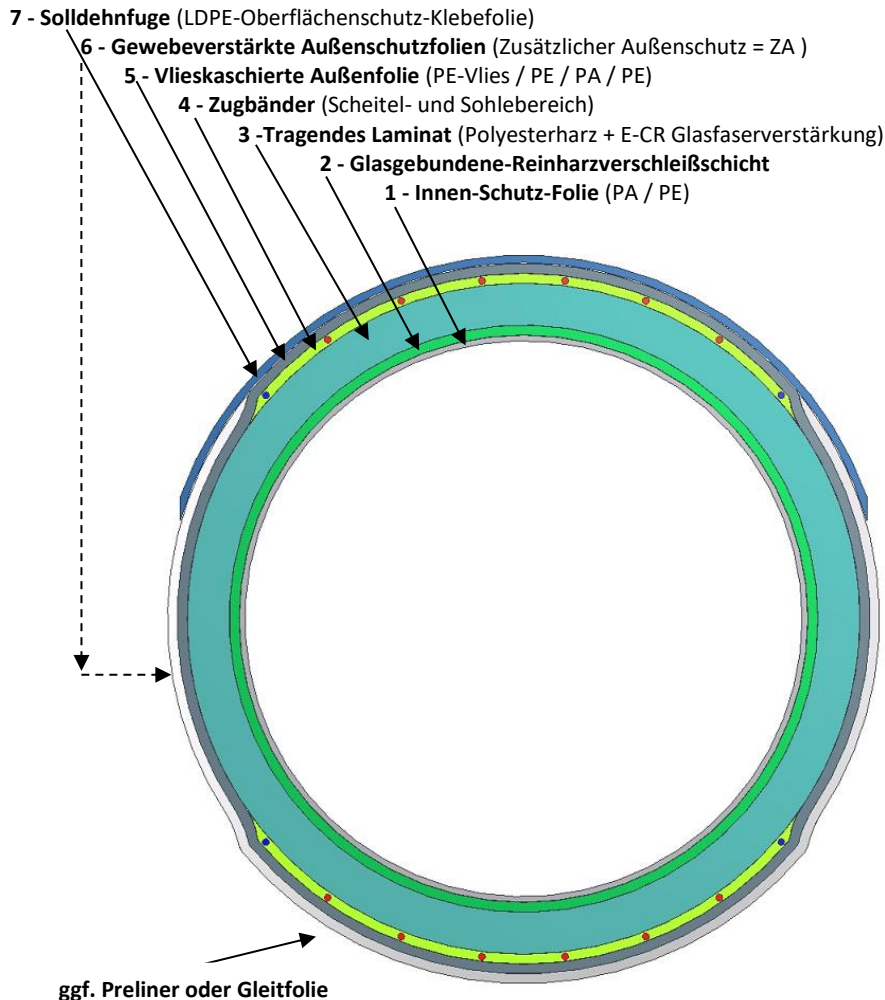 7 - Solldehnfuge (LDPE-Oberflächenschutz-Klebefolie)
6 - Gewebeverstärkte Außenschutzfolien (Zusätzlicher Außenschutz = ZA )
5 - Vlieskaschierte Außenfolie (PE-Vlies / PE / PA / PE)
4 - Zugbänder (Scheitel- und Sohlebereich)
3 -Tragendes Laminat (Polyesterharz + E-CR Glasfaserverstärkung)
2 - Glasgebundene-Reinharzverschleißschicht
1 - Innen-Schutz-Folie (PA / PE)
ggf. Preliner oder Gleitfolie